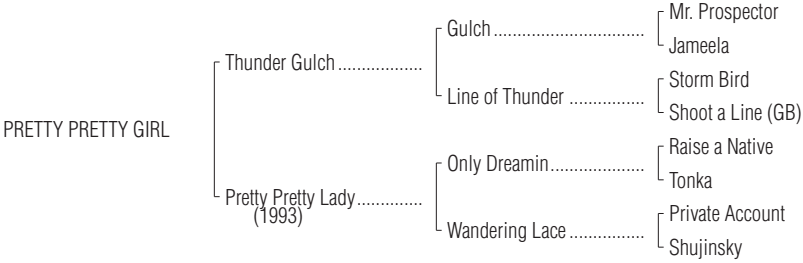 Mr. Prospector
Gulch ................................
Jameela
Thunder Gulch ..................
Storm Bird
Line of Thunder ................
Shoot a Line (GB)
PRETTY PRETTY GIRL
Raise a Native
Only Dreamin ....................
Tonka
Pretty Pretty Lady ..............
(1993)
Private Account
Wandering Lace ................
Shujinsky